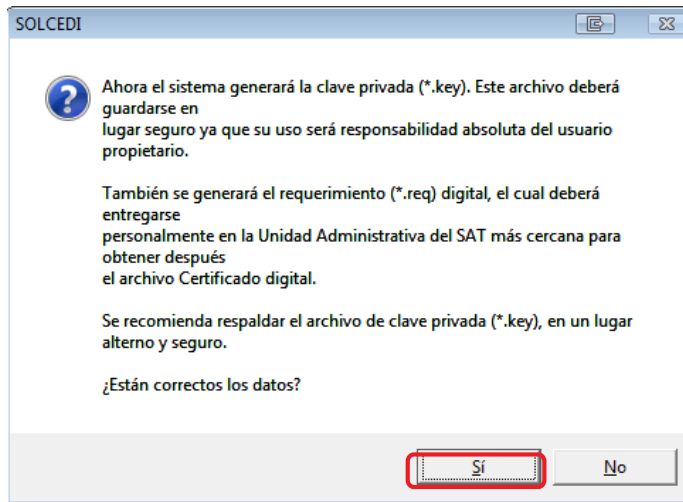 SOLCEDI
Ahora el sistema generará la clave privada (*.key). Este archivo deberá
guardarse en
lugar seguro ya que su uso será responsabilidad absoluta del usuario
propietario.
También se generará el requerimiento (*.req) digital, el cual deberá
entregarse
personalmente en la Unidad Administrativa del SAT más cercana para
obtener después
el archivo Certificado digital.
Se recomienda respaldar el archivo de clave privada (*.key), en un lugar
alterno y seguro.
¿Están correctos los datos?
Sí
No